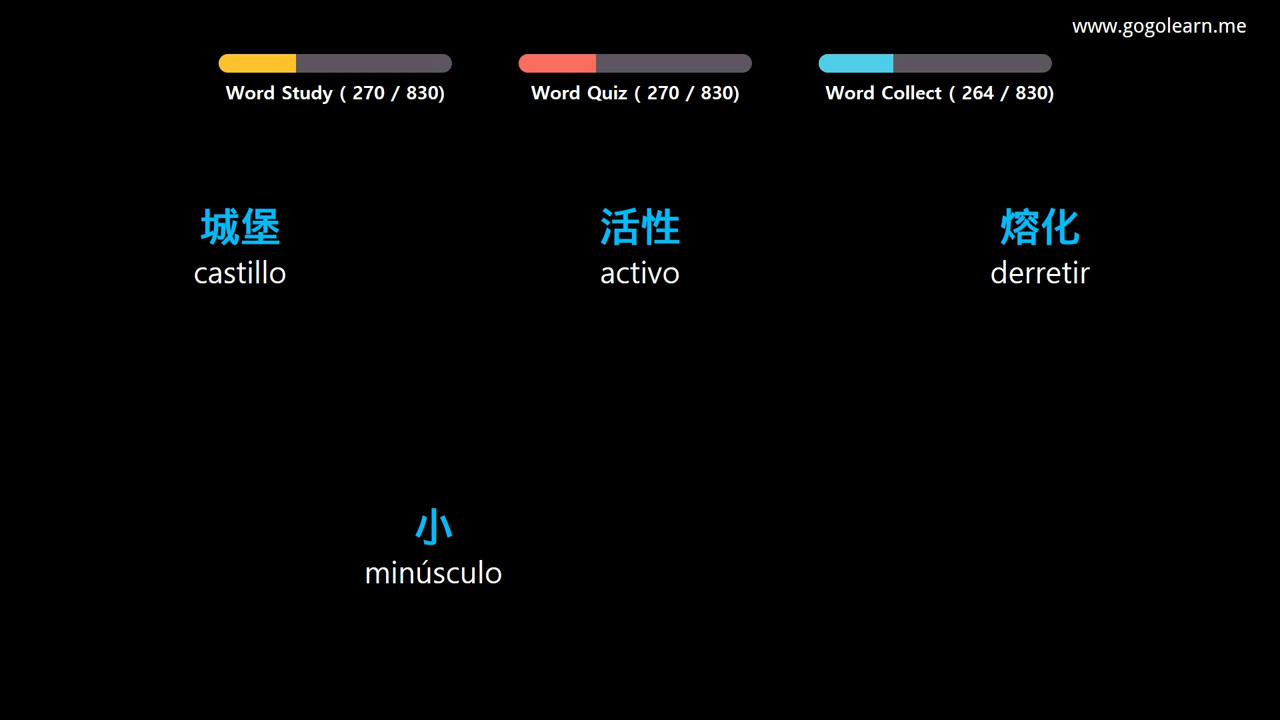 www.gogolearn.me
Word Study ( 270 / 830)
Word Quiz ( 270 / 830)
Word Collect ( 264 / 830)
城堡
castillo
活性
activo
熔化
derretir
小
minúsculo